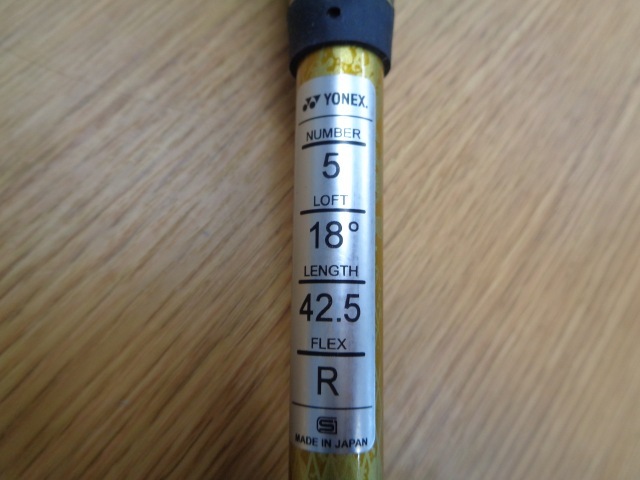 YONEX.
NUMBER
5
LOFT
18°
LENGTH
42.5
FLEX
R
MADE IN JAPAN